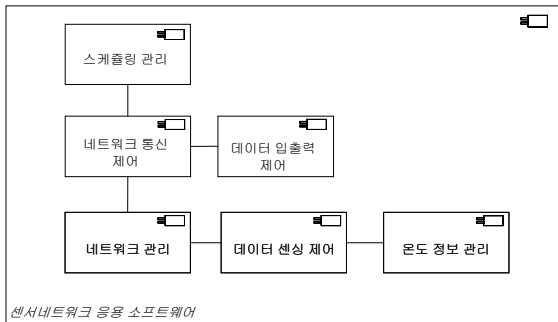 스케쥴링 관리
네트워크 통신
제어
데이터 입출력
제어
네트워크 관리
데이터 센싱 제어
온도 정보 관리
센서네트워크 응용 소프트웨어